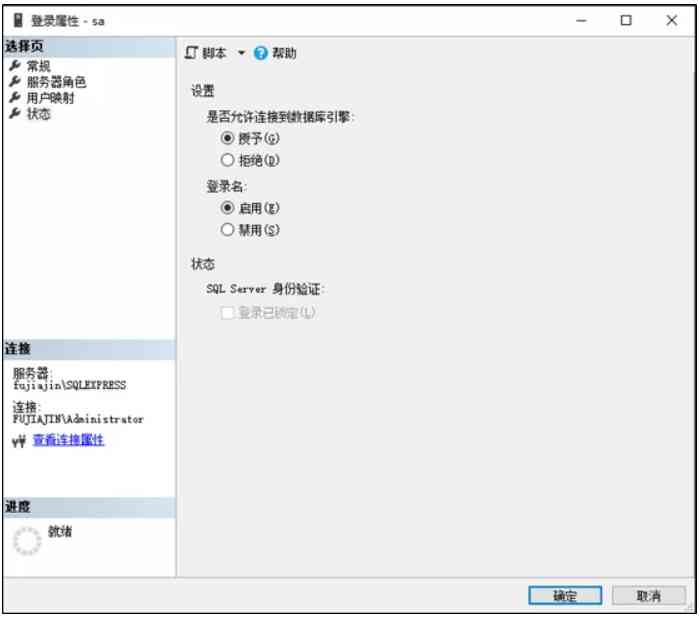 登录属性 - sa
选择页
常规
服务器角色
用户映射
状态
连接
服务器:
fujiajin\SQLEXPRESS
连接:
FUJIAJIN\Administrator
查看连接属性
进度
就绪
脚本 帮助
设置
是否允许连接到数据库引擎:
授予(G)
拒绝(D)
登录名:
启用(E)
禁用(S)
状态
SQL Server 身份验证:
登录已锁定(L)
确定 取消